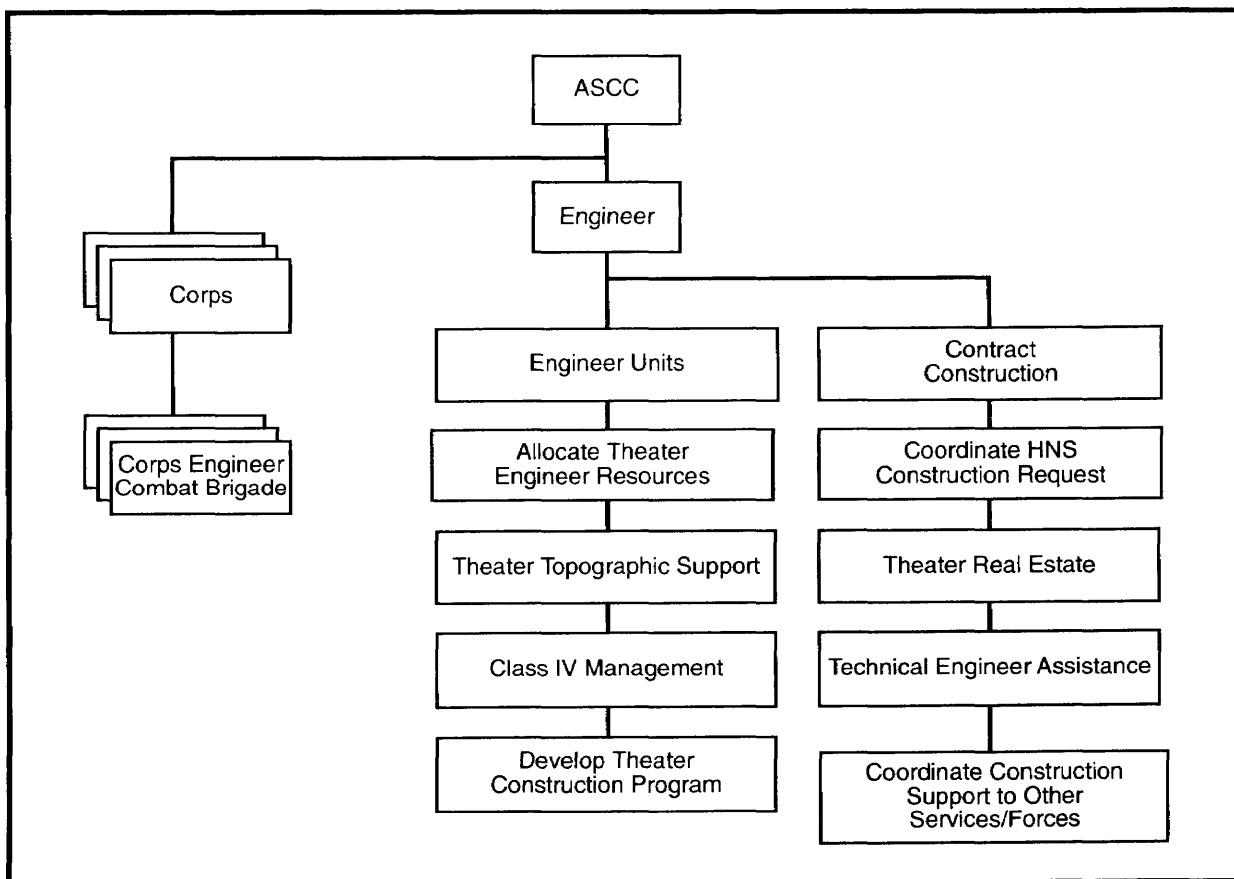 ASCC
Engineer
Corps
Corps Engineer
Combat Brigade
Engineer Units
Allocate Theater
Engineer Resources
Theater Topographic Support
Class IV Management
Develop Theater
Construction Program
Contract
Construction
Coordinate HNS
Construction Request
Theater Real Estate
Technical Engineer Assistance
Coordinate Construction
Support to Other
Services/Forces